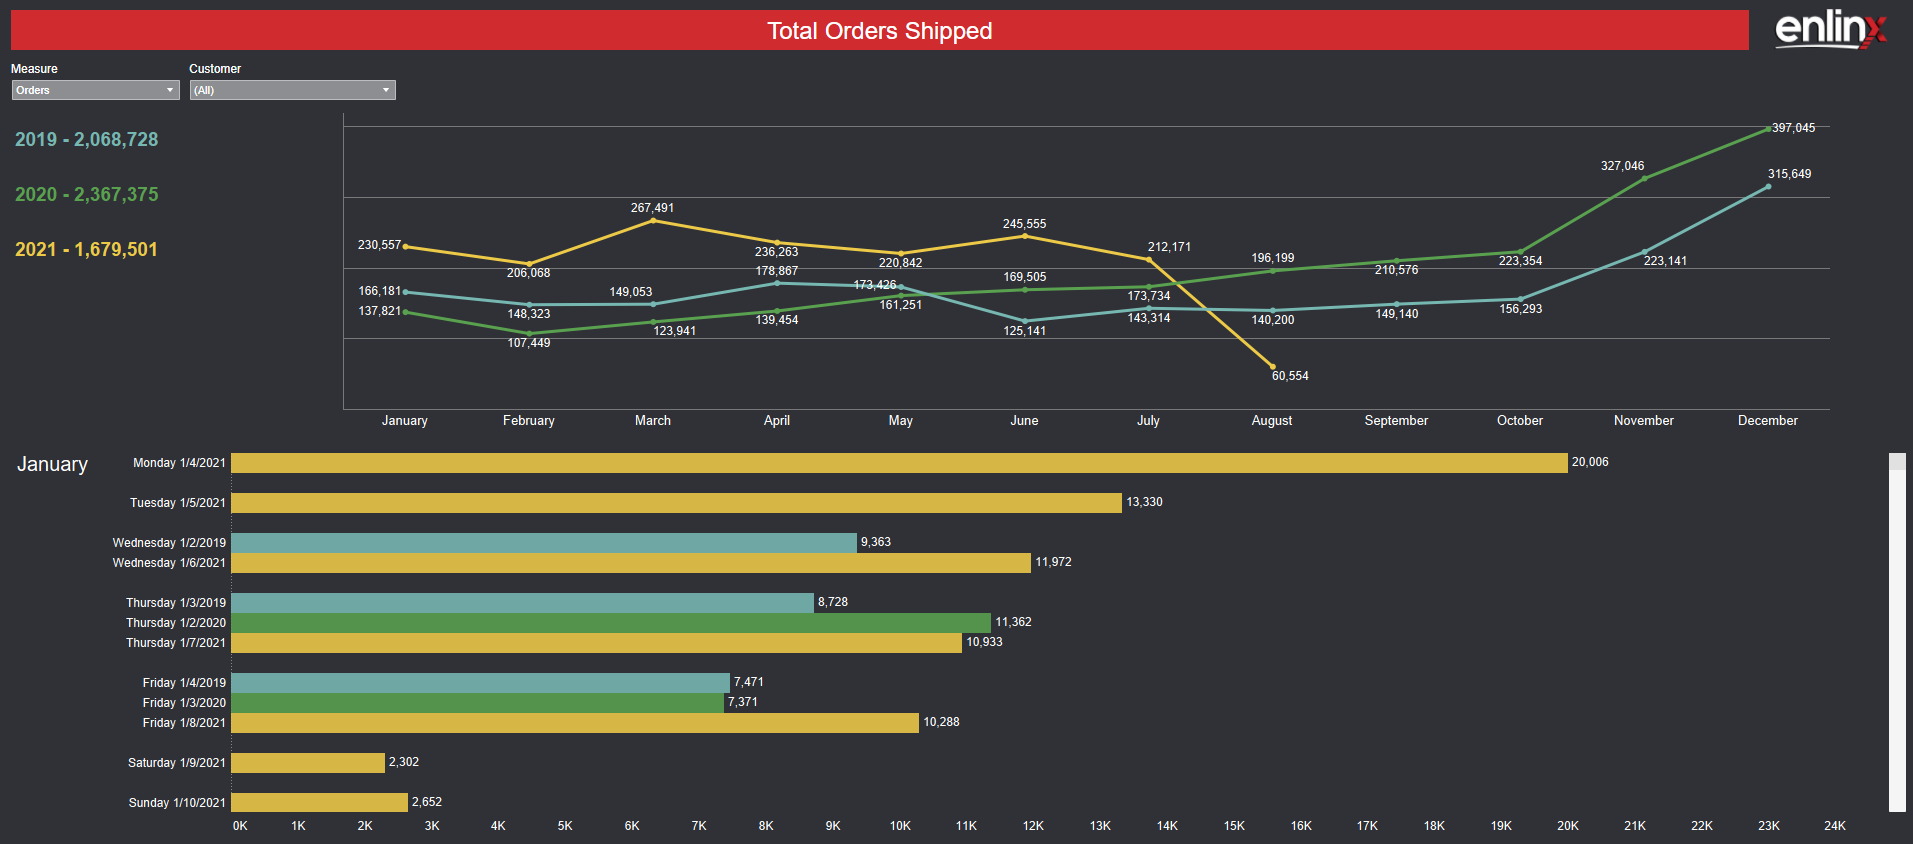 Total Orders Shipped
enlinx
Measure Customer
Orders (All)
2019 - 2,068,728
2020 - 2,367,375
2021 - 1,679,501
397,045
327,046
315,649
267,491
245,555
230,557
212,171
236,263
196,199
206,068
220,842
210,576
223,354
223,141
178,867
169,505
166,181
149,053
173,426
173,734
137,821
148,323
161,251
143,314
140,200
149,140
156,293
107,449
123,941
139,454
125,141
60,554
January February March April May June July August September October November December
January
Monday 1/4/2021 20,006
Tuesday 1/5/2021 13,330
Wednesday 1/2/2019 9,363
Wednesday 1/6/2021 11,972
Thursday 1/3/2019 8,728
Thursday 1/2/2020 11,362
Thursday 1/7/2021 10,933
Friday 1/4/2019 7,471
Friday 1/3/2020 7,371
Friday 1/8/2021 10,288
Saturday 1/9/2021 2,302
Sunday 1/10/2021 2,652
0K 1K 2K 3K 4K 5K 6K 7K 8K 9K 10K 11K 12K 13K 14K 15K 16K 17K 18K 19K 20K 21K 22K 23K 24K